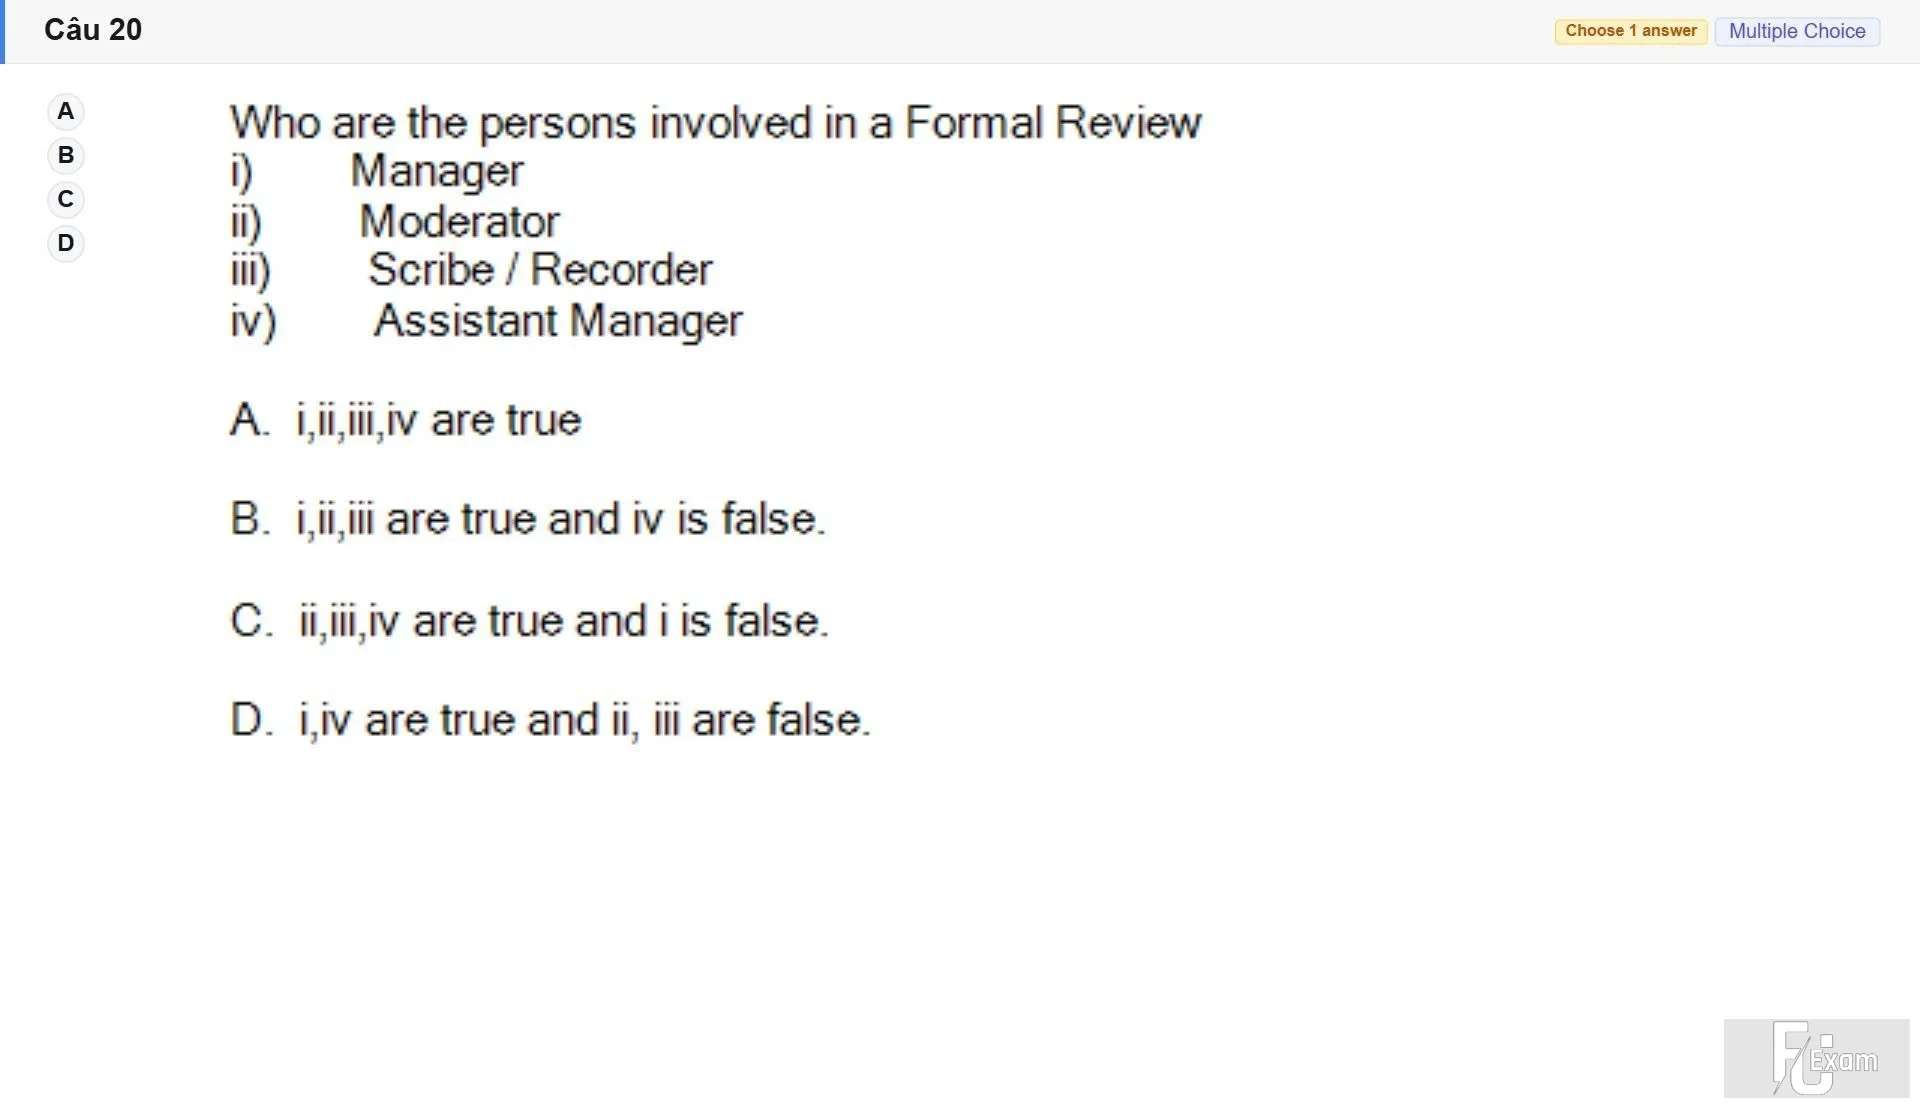 Câu 20
Choose 1 answer
Multiple Choice
A
B
C
D
Who are the persons involved in a Formal Review
i) Manager
ii) Moderator
iii) Scribe / Recorder
iv) Assistant Manager
A. i,ii,iii,iv are true
B. i,ii,iii are true and iv is false.
C. ii,iii,iv are true and i is false.
D. i,iv are true and ii, iii are false.
FU Exam